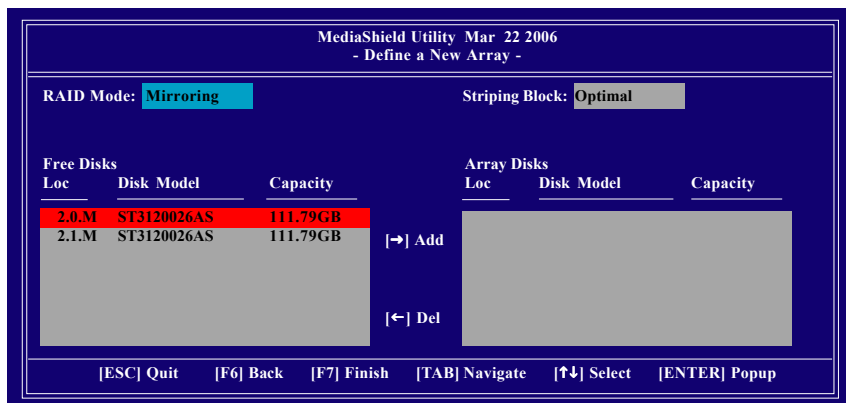 MediaShield Utility Mar 22 2006
- Define a New Array -
RAID Mode: Mirroring Striping Block: Optimal
Free Disks Array Disks
Loc Disk Model Capacity Loc Disk Model Capacity
2.0.M ST3120026AS 111.79GB
2.1.M ST3120026AS 111.79GB
[→] Add
[←] Del
[ESC] Quit [F6] Back [F7] Finish [TAB] Navigate [↑↓] Select [ENTER] Popup